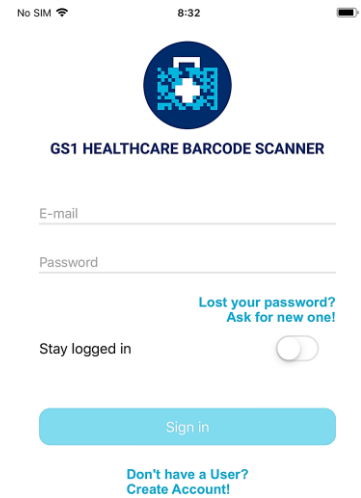 No SIM 8:32
GS1 HEALTHCARE BARCODE SCANNER
E-mail
Password
Lost your password?
Ask for new one!
Stay logged in
Sign in
Don't have a User?
Create Account!